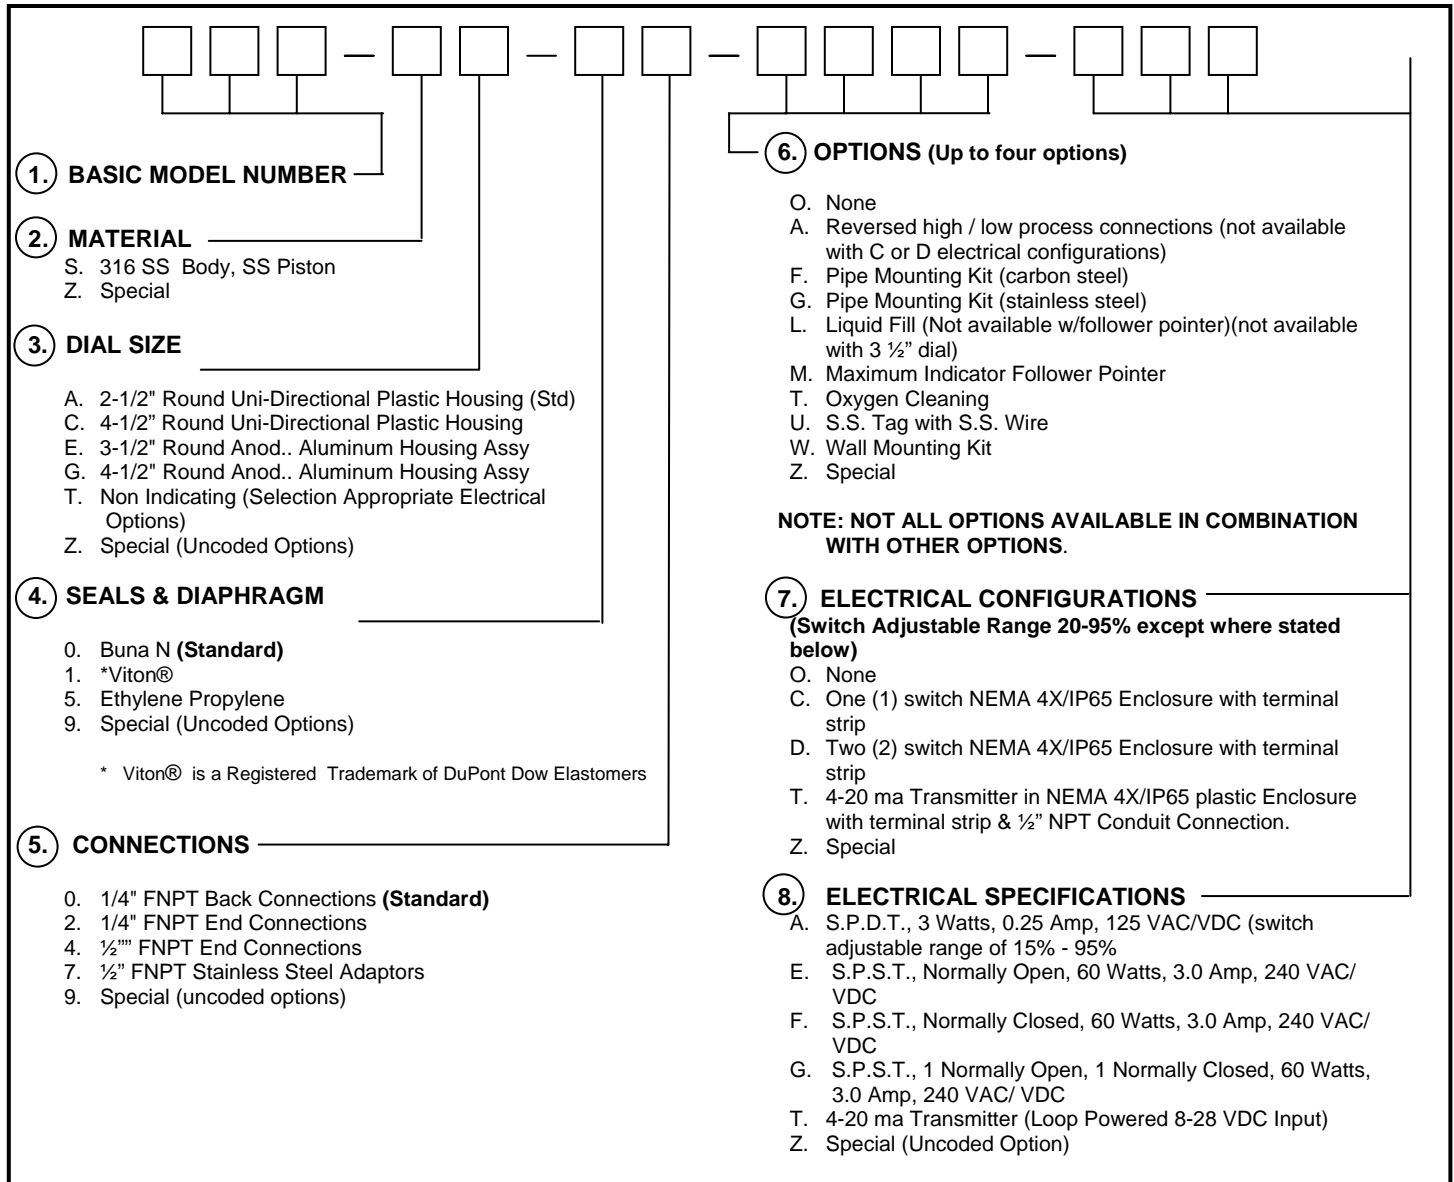 1. BASIC MODEL NUMBER
2. MATERIAL
S. 316 SS Body, SS Piston
Z. Special
3. DIAL SIZE
A. 2-1/2" Round Uni-Directional Plastic Housing (Std)
C. 4-1/2” Round Uni-Directional Plastic Housing
E. 3-1/2" Round Anod.. Aluminum Housing Assy
G. 4-1/2" Round Anod.. Aluminum Housing Assy
T. Non Indicating (Selection Appropriate Electrical
Options)
Z. Special (Uncoded Options)
4. SEALS & DIAPHRAGM
0. Buna N (Standard)
1. *Viton®
5. Ethylene Propylene
9. Special (Uncoded Options)
* Viton® is a Registered Trademark of DuPont Dow Elastomers
5. CONNECTIONS
0. 1/4" FNPT Back Connections (Standard)
2. 1/4" FNPT End Connections
4. ½”” FNPT End Connections
7. ½” FNPT Stainless Steel Adaptors
9. Special (uncoded options)
6. OPTIONS (Up to four options)
O. None
A. Reversed high / low process connections (not available
with C or D electrical configurations)
F. Pipe Mounting Kit (carbon steel)
G. Pipe Mounting Kit (stainless steel)
L. Liquid Fill (Not available w/follower pointer)(not available
with 3 ½” dial)
M. Maximum Indicator Follower Pointer
T. Oxygen Cleaning
U. S.S. Tag with S.S. Wire
W. Wall Mounting Kit
Z. Special
NOTE: NOT ALL OPTIONS AVAILABLE IN COMBINATION
WITH OTHER OPTIONS.
7. ELECTRICAL CONFIGURATIONS
(Switch Adjustable Range 20-95% except where stated
below)
O. None
C. One (1) switch NEMA 4X/IP65 Enclosure with terminal
strip
D. Two (2) switch NEMA 4X/IP65 Enclosure with terminal
strip
T. 4-20 ma Transmitter in NEMA 4X/IP65 plastic Enclosure
with terminal strip & ½” NPT Conduit Connection.
Z. Special
8. ELECTRICAL SPECIFICATIONS
A. S.P.D.T., 3 Watts, 0.25 Amp, 125 VAC/VDC (switch
adjustable range of 15% - 95%
E. S.P.S.T., Normally Open, 60 Watts, 3.0 Amp, 240 VAC/
VDC
F. S.P.S.T., Normally Closed, 60 Watts, 3.0 Amp, 240 VAC/
VDC
G. S.P.S.T., 1 Normally Open, 1 Normally Closed, 60 Watts,
3.0 Amp, 240 VAC/ VDC
T. 4-20 ma Transmitter (Loop Powered 8-28 VDC Input)
Z. Special (Uncoded Option)